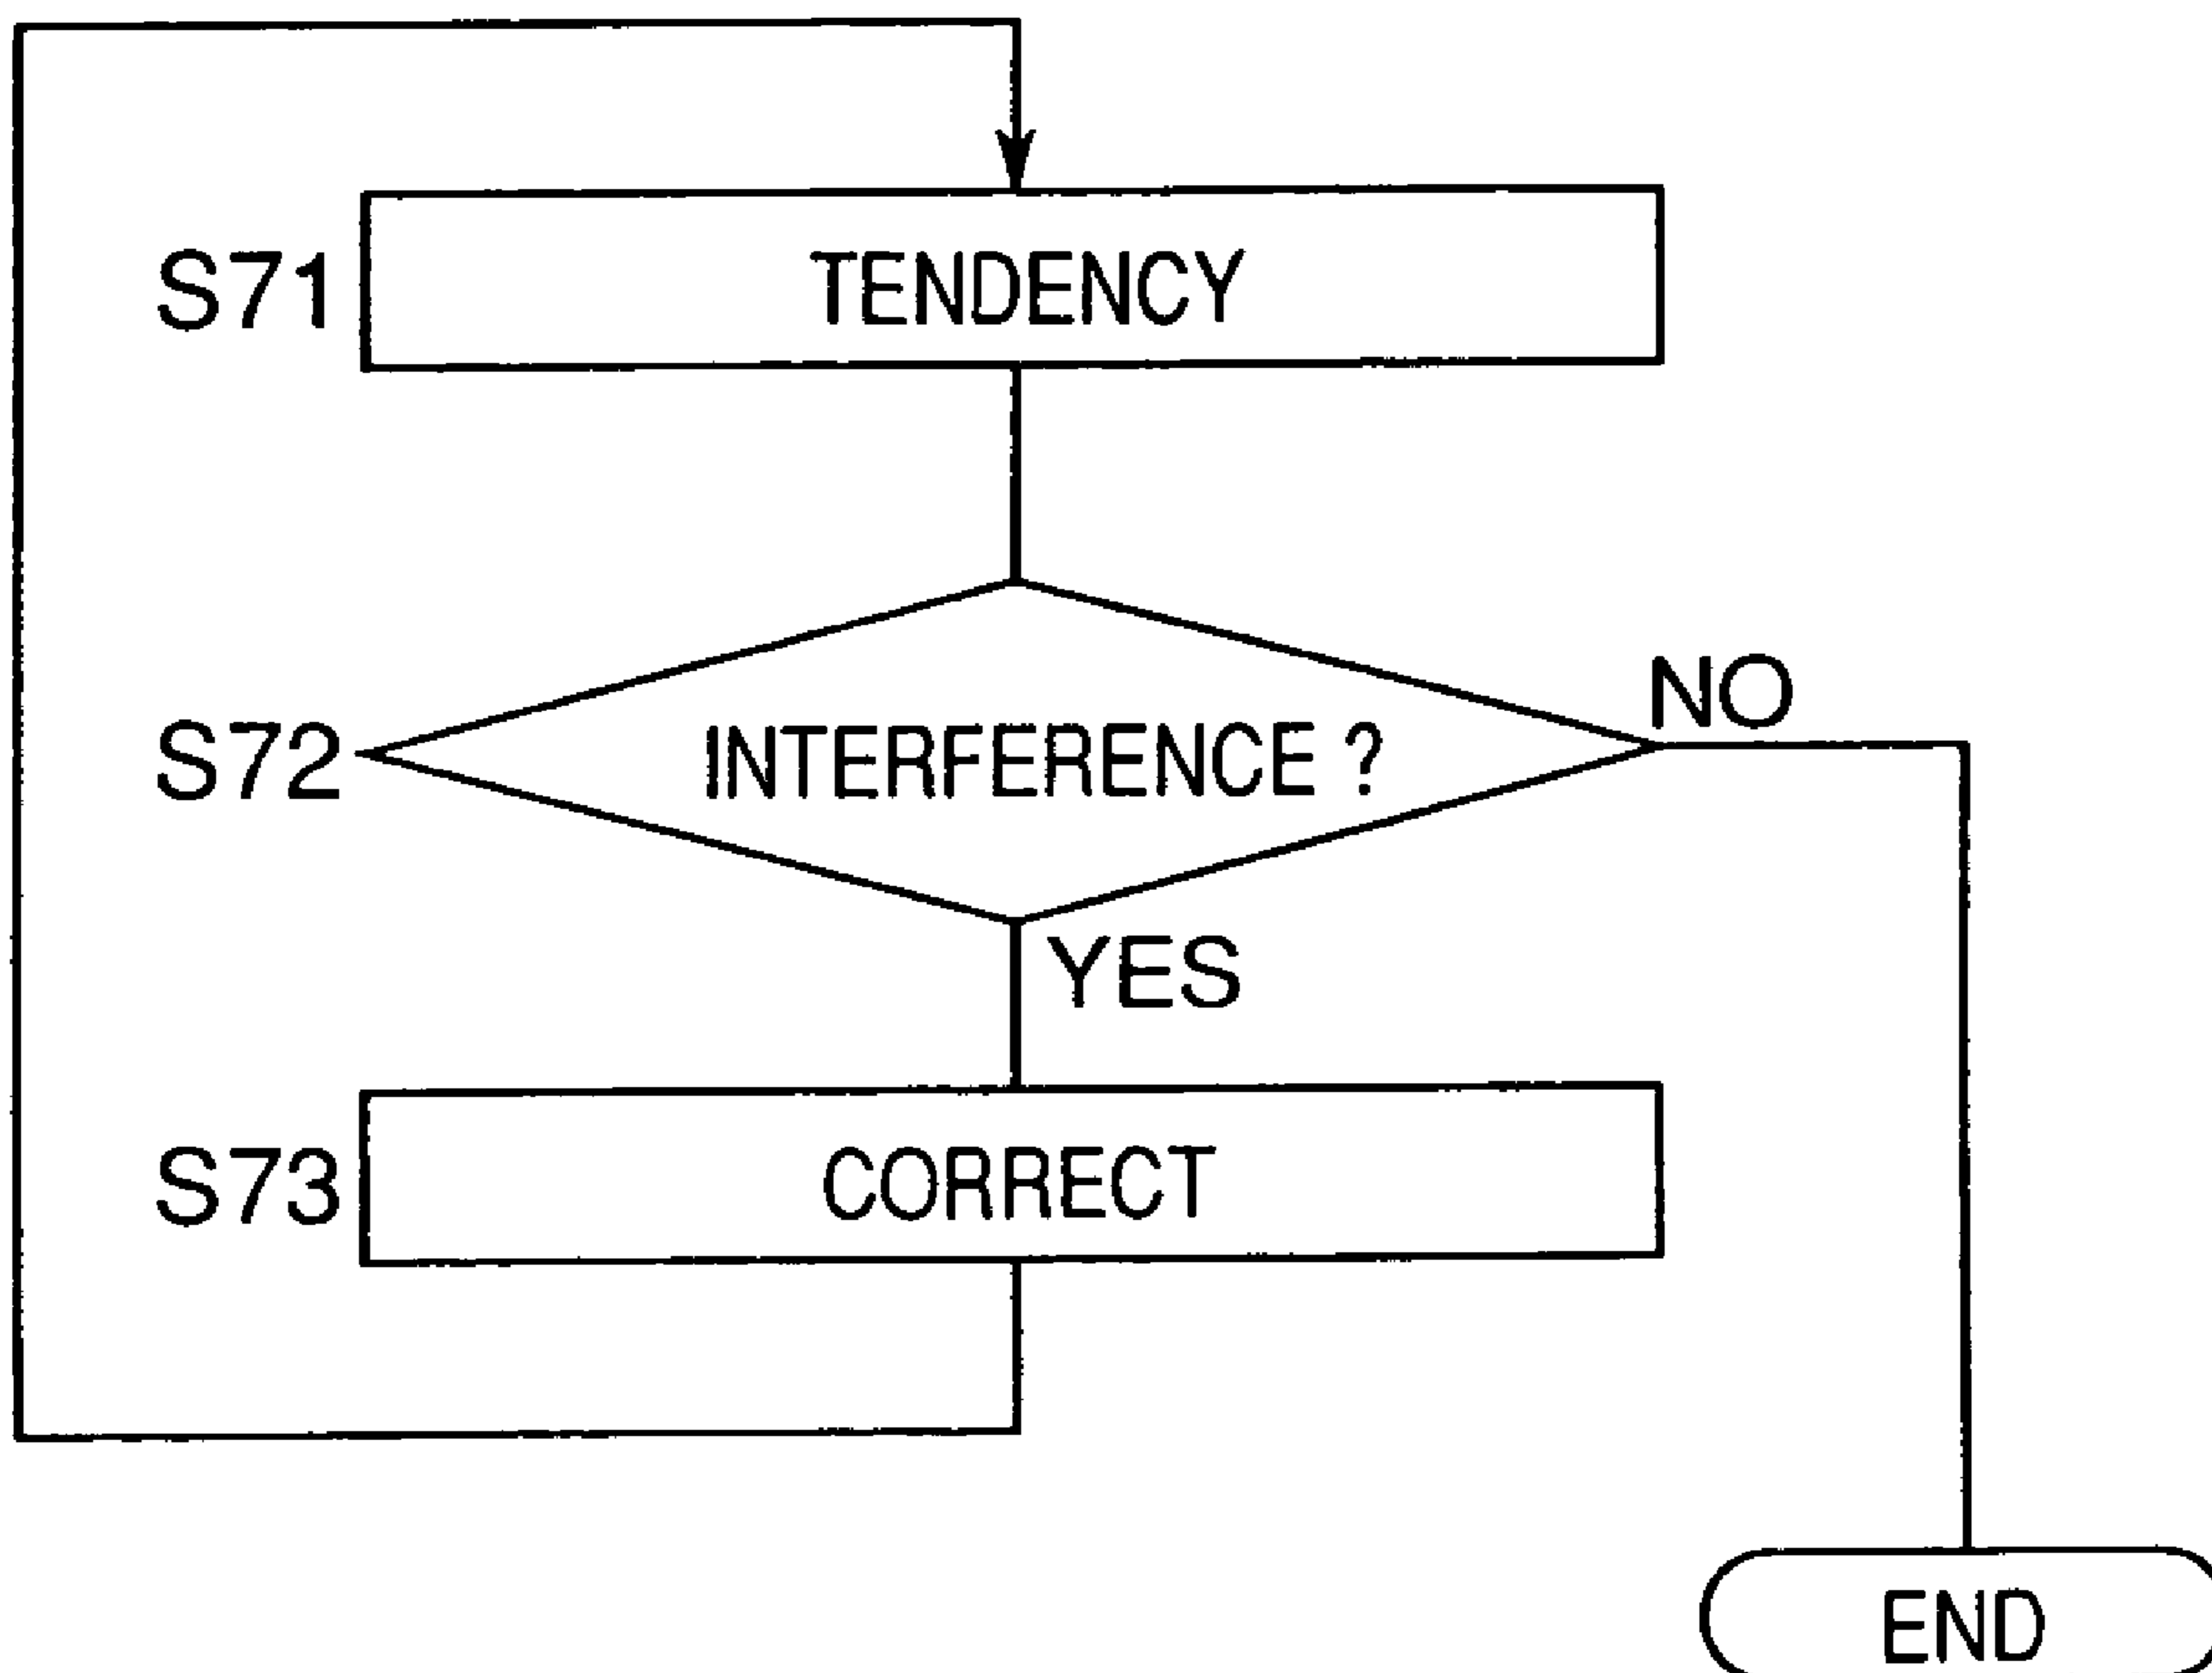 S71 TENDENCY
NO
S72 INTERFERENCE ?
YES
S73 CORRECT
END